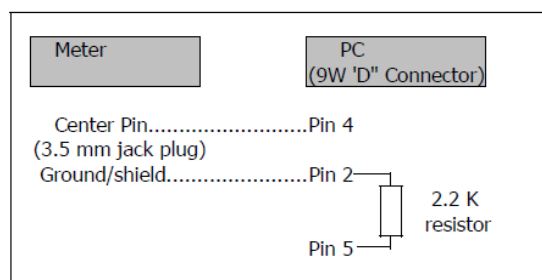 Meter PC
(9W 'D" Connector)
Center Pin............................Pin 4
(3.5 mm jack plug)
Ground/shield.........................Pin 2
2.2 K
resistor
Pin 5